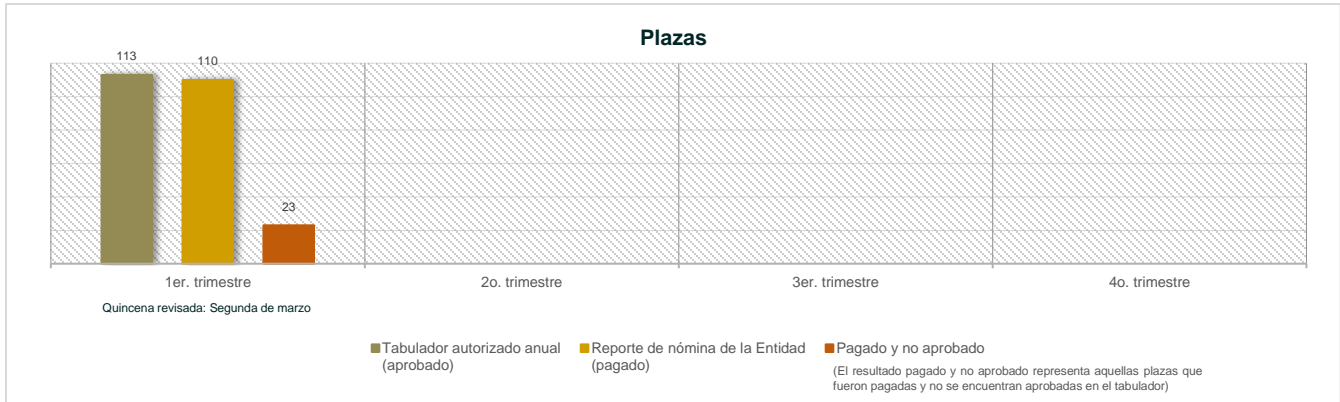 Plazas
113
110
23
1er. trimestre
2o. trimestre
3er. trimestre
4o. trimestre
Quincena revisada: Segunda de marzo
Tabulador autorizado anual
(aprobado)
Reporte de nómina de la Entidad
(pagado)
Pagado y no aprobado
(El resultado pagado y no aprobado representa aquellas plazas que
fueron pagadas y no se encuentran aprobadas en el tabulador)